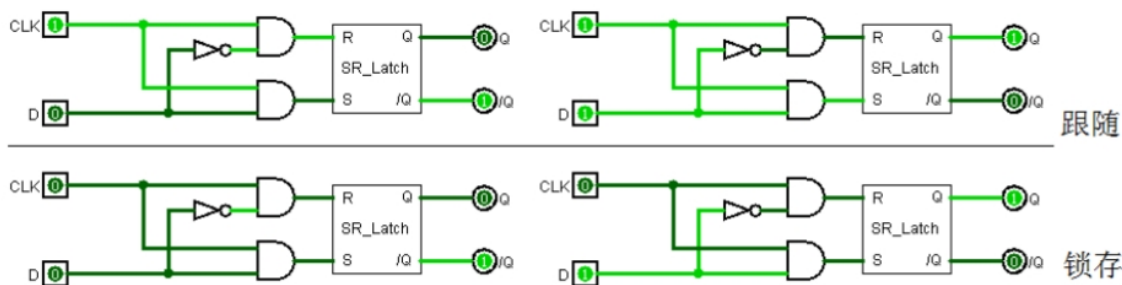 CLK 1 R Q 0 Q CLK 1 R Q 1 Q
SR_Latch SR_Latch
D 0 S /Q 1 /Q D 1 S /Q 0 /Q
跟随
CLK 0 R Q 0 Q CLK 0 R Q 1 Q
SR_Latch SR_Latch
D 0 S /Q 1 /Q D 1 S /Q 0 /Q
锁存